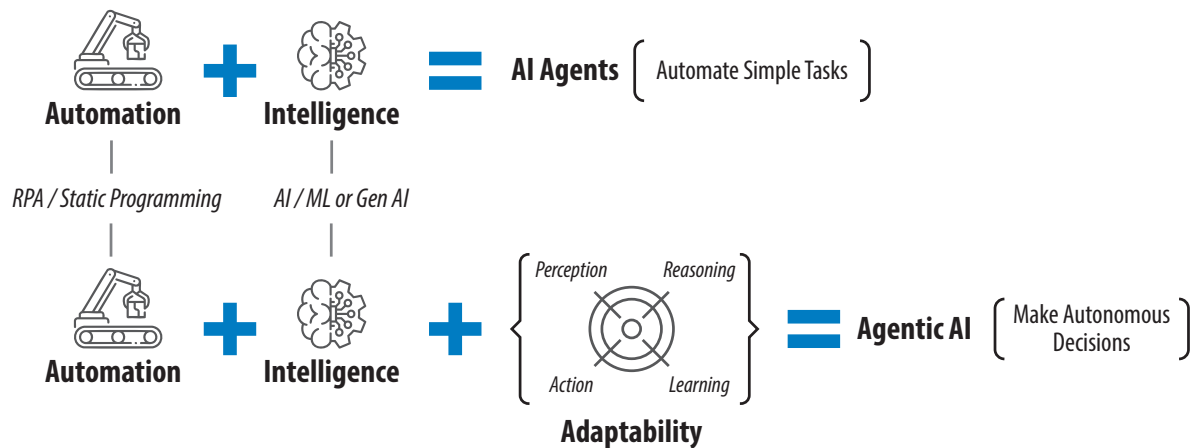 AI Agents
Automate Simple Tasks
Automation
Intelligence
RPA / Static Programming
AI / ML or Gen AI
Perception
Reasoning
Agentic AI
Make Autonomous
Decisions
Automation
Intelligence
Action
Learning
Adaptability